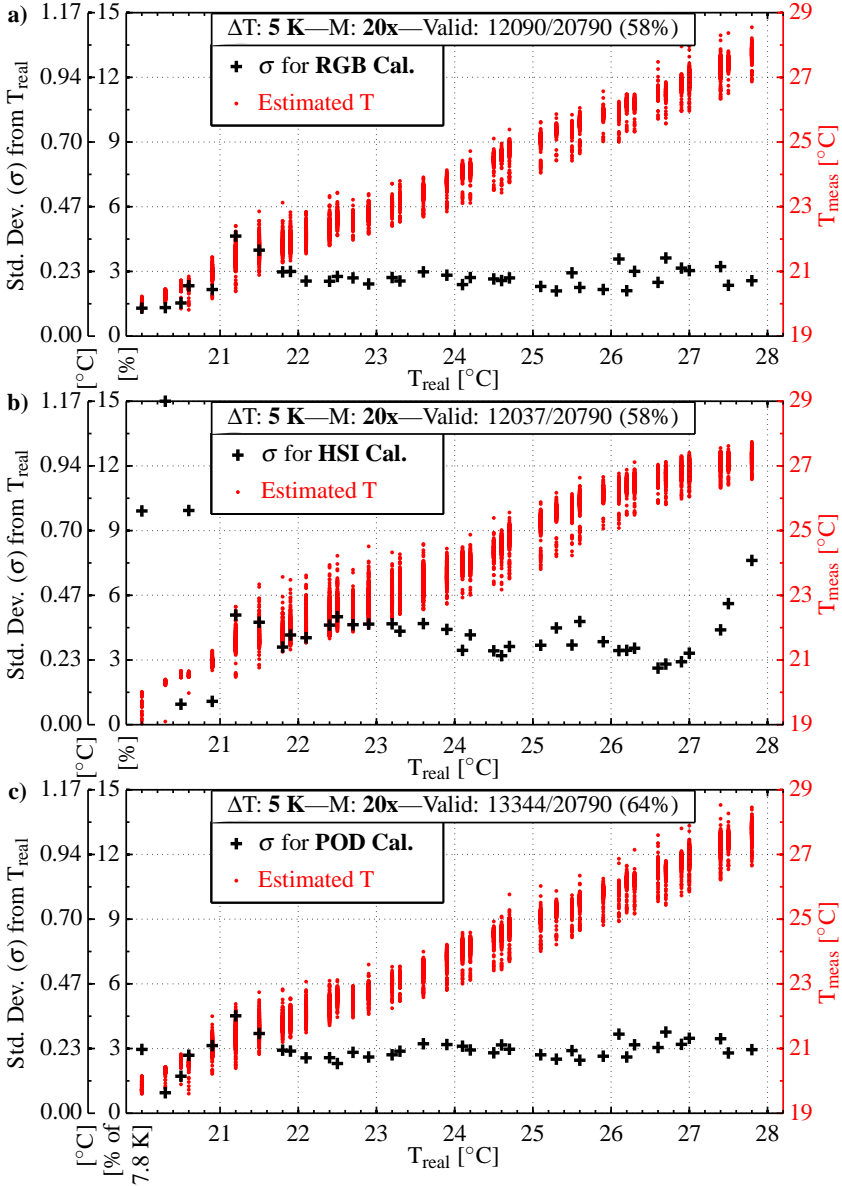 a)
ΔT: 5 K—M: 20x—Valid: 12090/20790 (58%)
σ for RGB Cal.
Estimated T
1.17
0.94
0.70
0.47
0.23
0.00
15
12
9
6
3
0
29
27
25
23
21
19
Std. Dev. (σ) from T_real
T_meas [°C]
[°C]
[%]
21 22 23 24 25 26 27 28
T_real [°C]
b)
ΔT: 5 K—M: 20x—Valid: 12037/20790 (58%)
σ for HSI Cal.
Estimated T
1.17
0.94
0.70
0.47
0.23
0.00
15
12
9
6
3
0
29
27
25
23
21
19
Std. Dev. (σ) from T_real
T_meas [°C]
[°C]
[%]
21 22 23 24 25 26 27 28
T_real [°C]
c)
ΔT: 5 K—M: 20x—Valid: 13344/20790 (64%)
σ for POD Cal.
Estimated T
1.17
0.94
0.70
0.47
0.23
0.00
15
12
9
6
3
0
29
27
25
23
21
19
Std. Dev. (σ) from T_real
T_meas [°C]
[°C]
[% of
7.8 K]
21 22 23 24 25 26 27 28
T_real [°C]